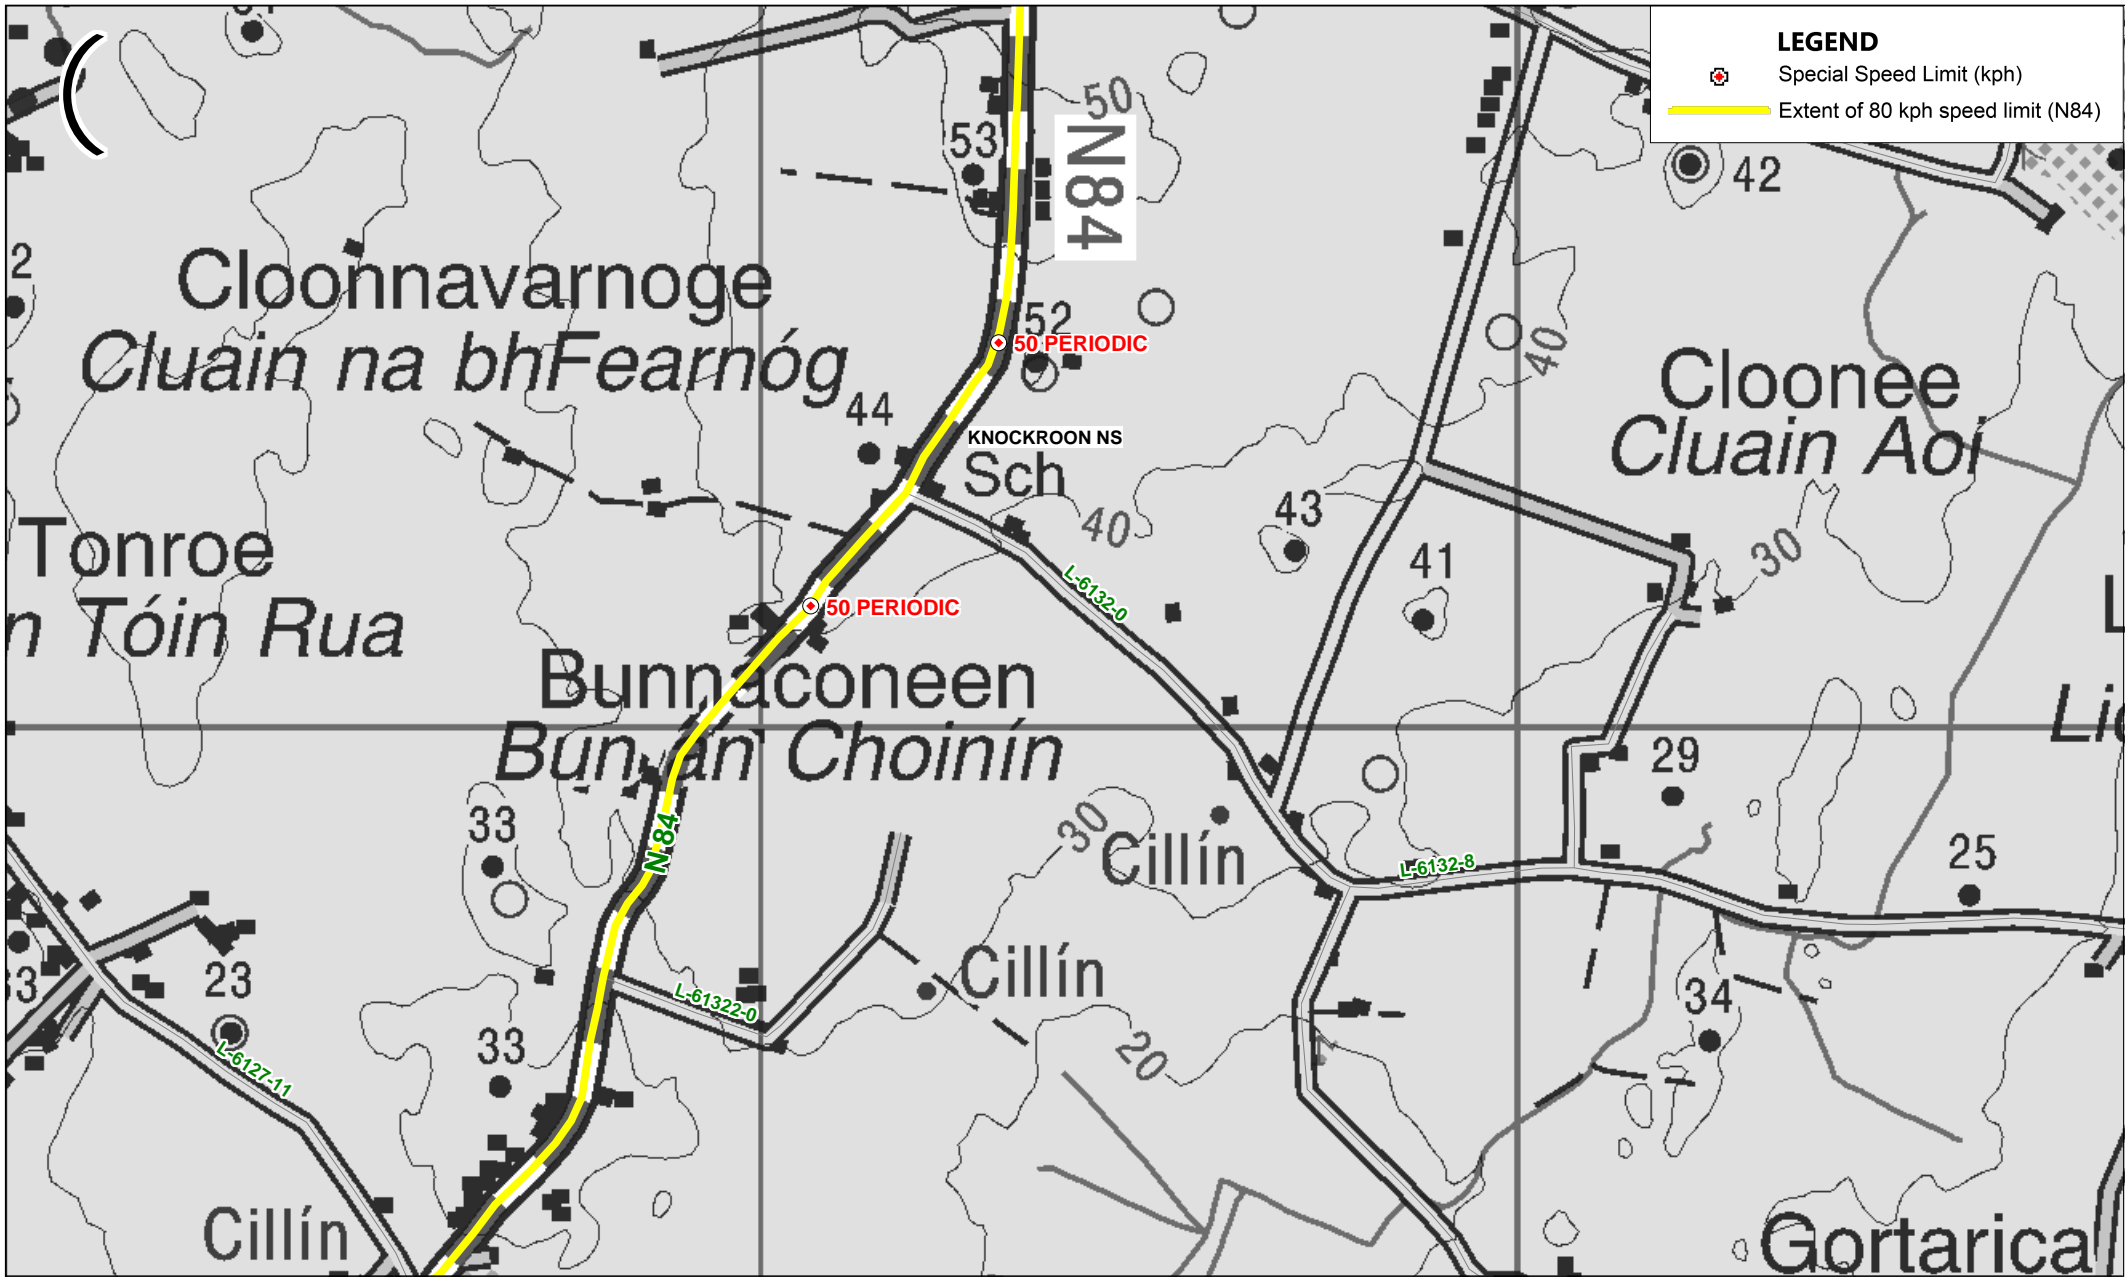 LEGEND
Special Speed Limit (kph)
Extent of 80 kph speed limit (N84)
50
53
N84
42
2
Cloonnavarnoge
Cluain na bhFearnóg
52
50 PERIODIC
40
Cloonee
Cluain Aoi
44
KNOCKROON NS
Sch
43
40
Tonroe
n Tóin Rua
41
30
L-6132-0
50 PERIODIC
Bunnaconeen
Bun an Choinín
29
33
N 84
30
Cillín
L-6132-8
25
23
33
L-61322-0
Cillín
34
33
20
L-6127-11
Cillín
Gortarica